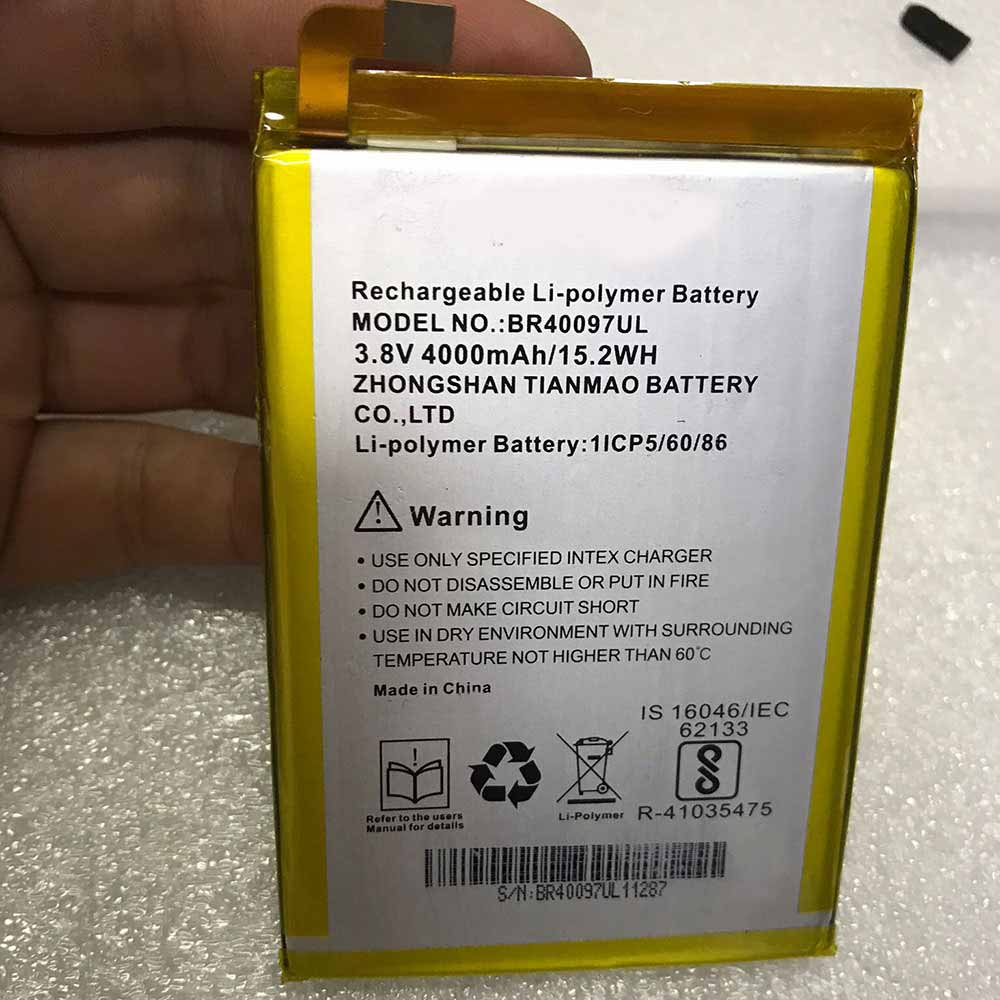 Rechargeable Li-polymer Battery
MODEL NO.:BR40097UL
3.8V 4000mAh/15.2WH
ZHONGSHAN TIANMAO BATTERY
CO.,LTD
Li-polymer Battery:1ICP5/60/86
Warning
• USE ONLY SPECIFIED INTEX CHARGER
• DO NOT DISASSEMBLE OR PUT IN FIRE
• DO NOT MAKE CIRCUIT SHORT
• USE IN DRY ENVIRONMENT WITH SURROUNDING
TEMPERATURE NOT HIGHER THAN 60℃
Made in China
IS 16046/IEC
62133
Refer to the users
Manual for details
Li-Polymer
R-41035475
S/N:BR40097UL11287